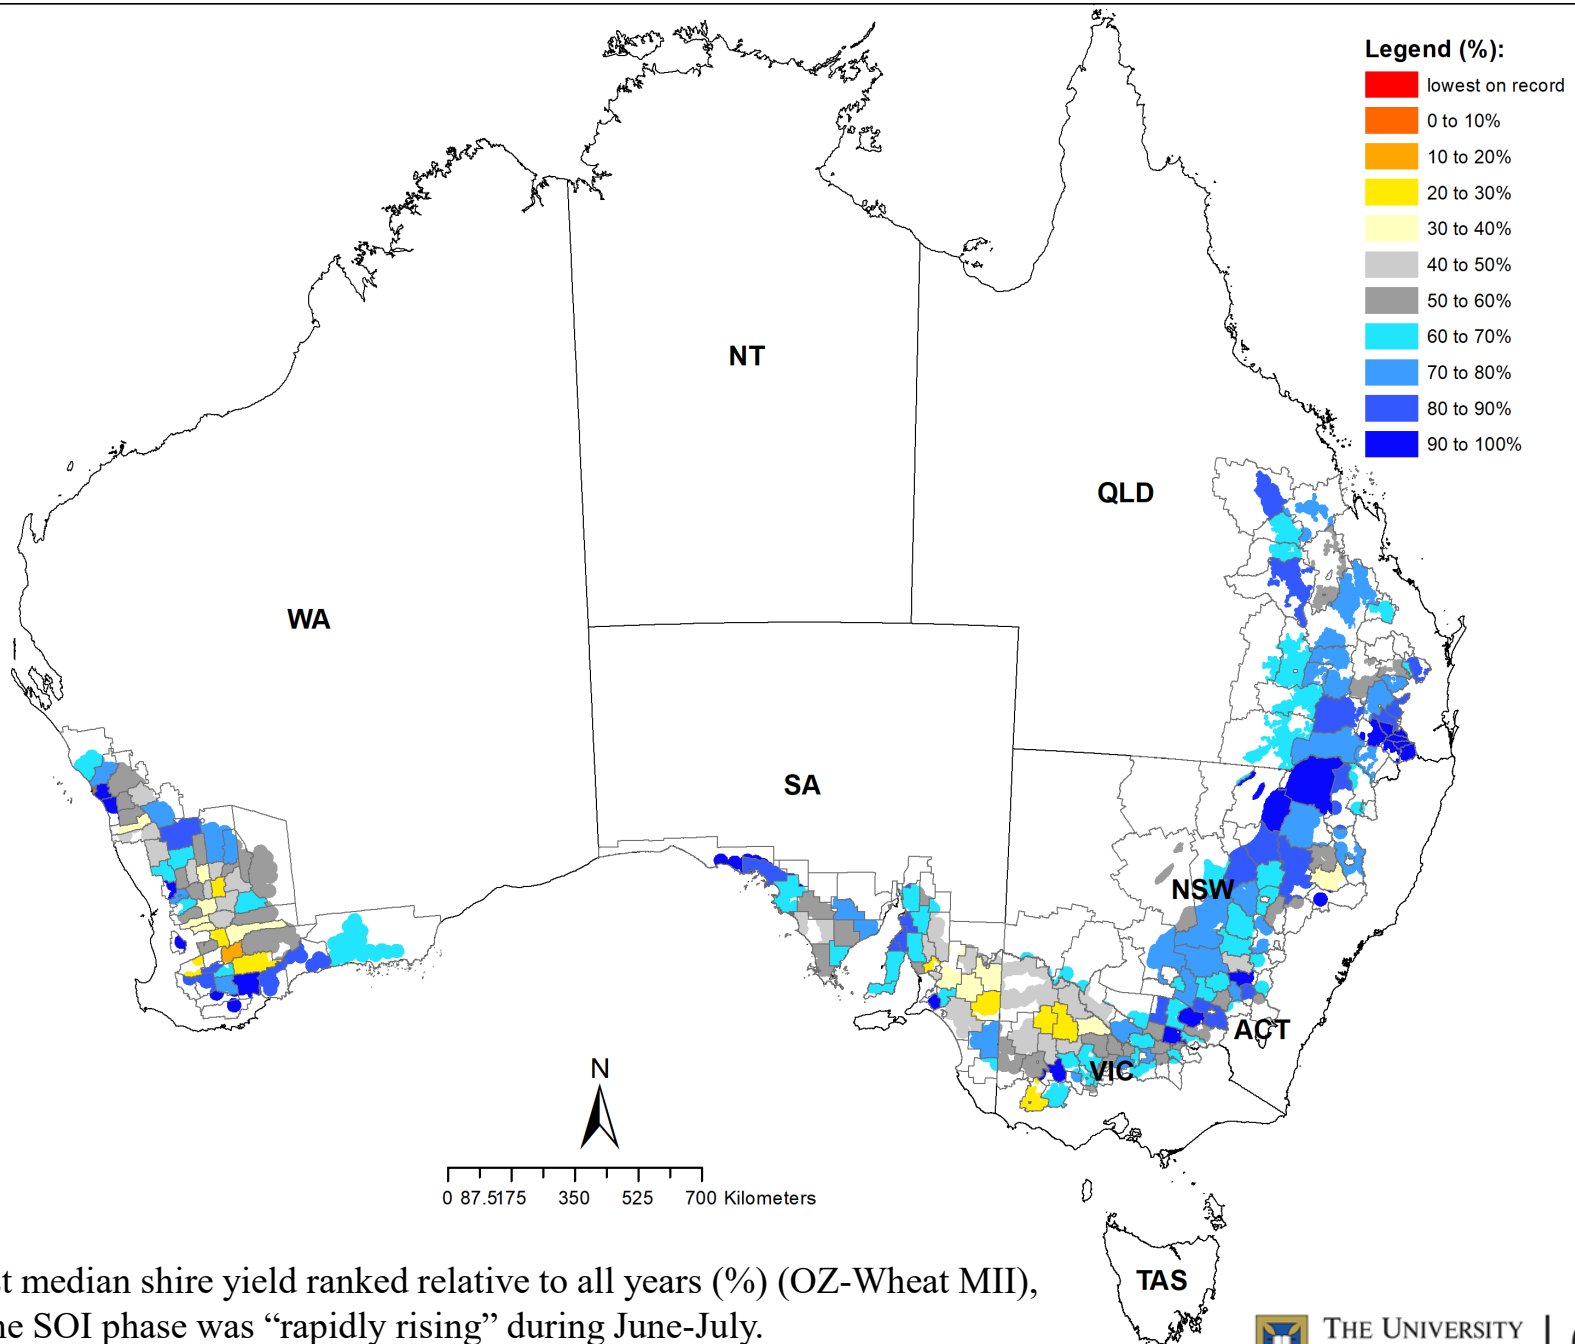 Legend (%):
lowest on record
0 to 10%
10 to 20%
20 to 30%
30 to 40%
40 to 50%
50 to 60%
60 to 70%
70 to 80%
80 to 90%
90 to 100%
NT
QLD
WA
SA
NSW
ACT
VIC
N
0 87.5175 350 525 700 Kilometers
TAS
median shire yield ranked relative to all years (%) (OZ-Wheat MII),
SOI phase was “rapidly rising” during June-July.
THE UNIVERSITY